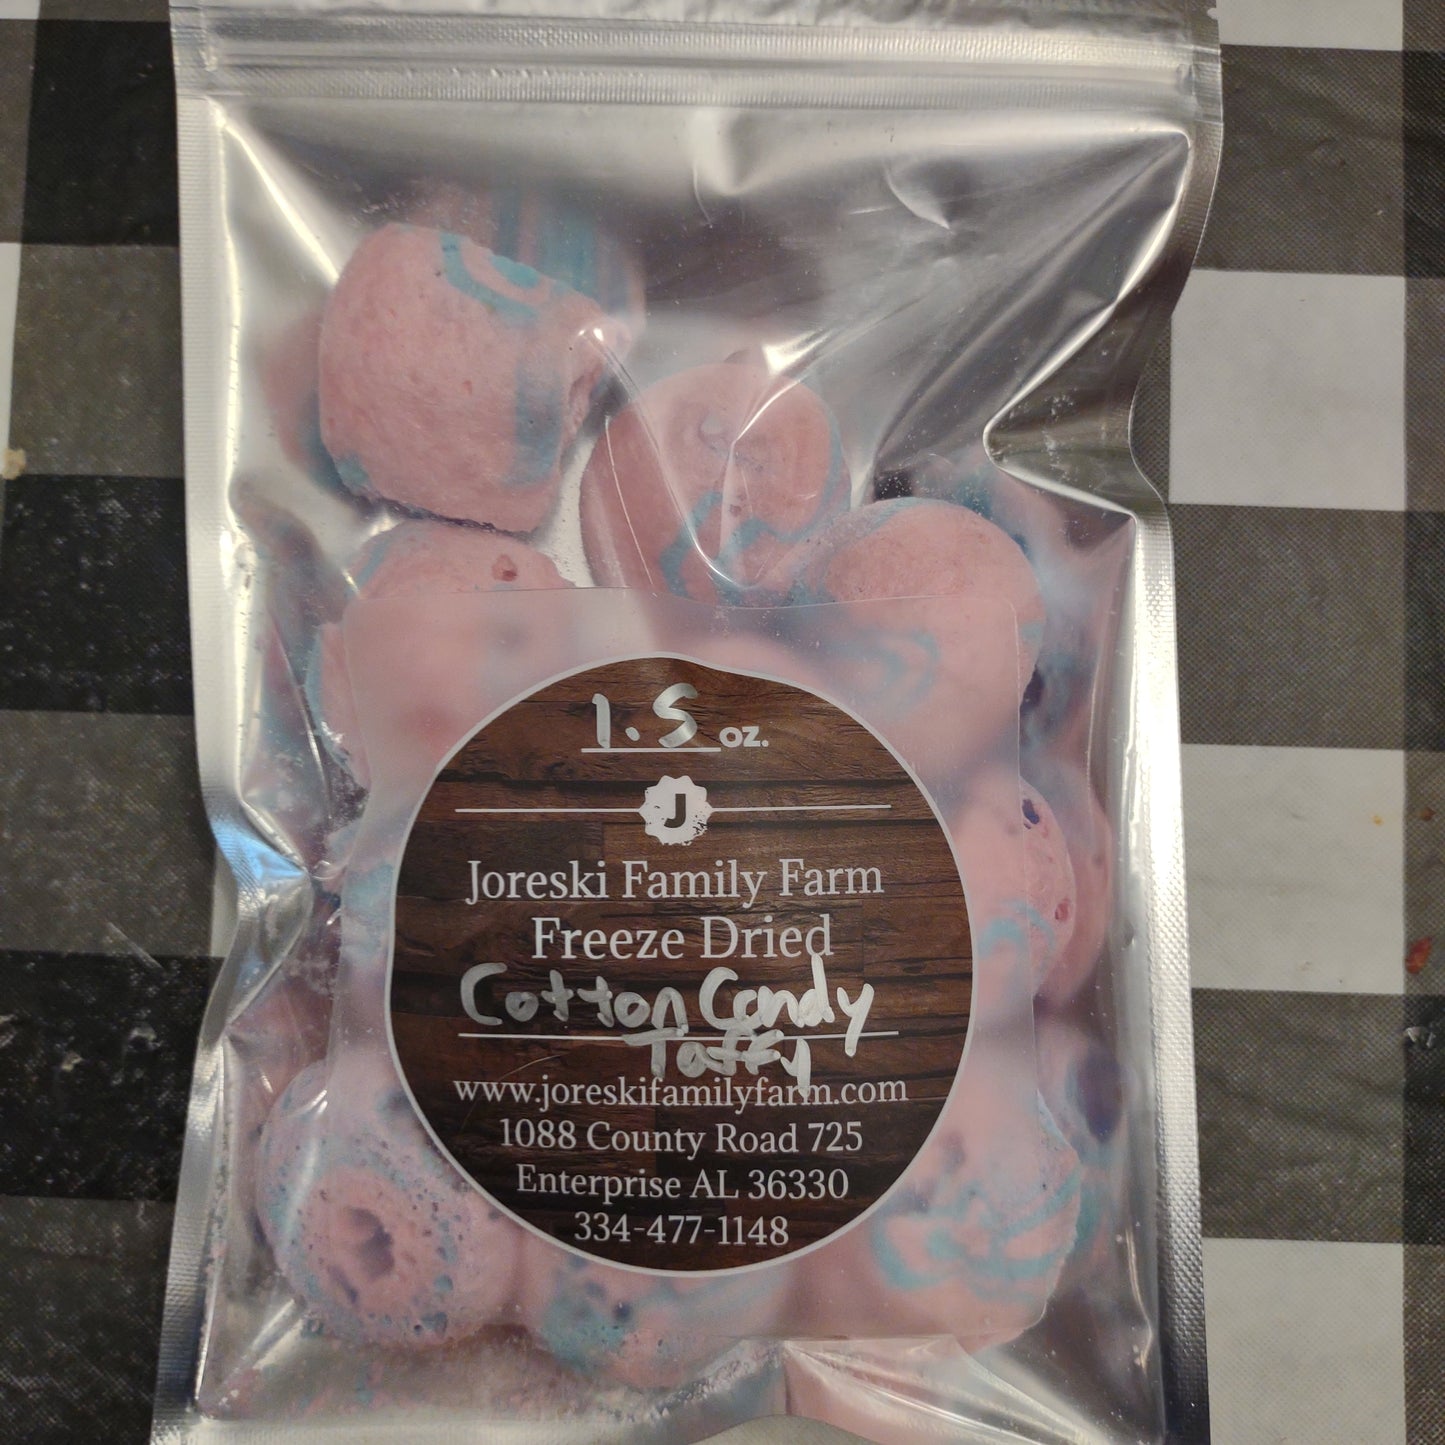 1.5 oz.
J
Joreski Family Farm
Freeze Dried
Cotton Candy
Taffy
www.joreskifamilyfarm.com
1088 County Road 725
Enterprise AL 36330
334-477-1148